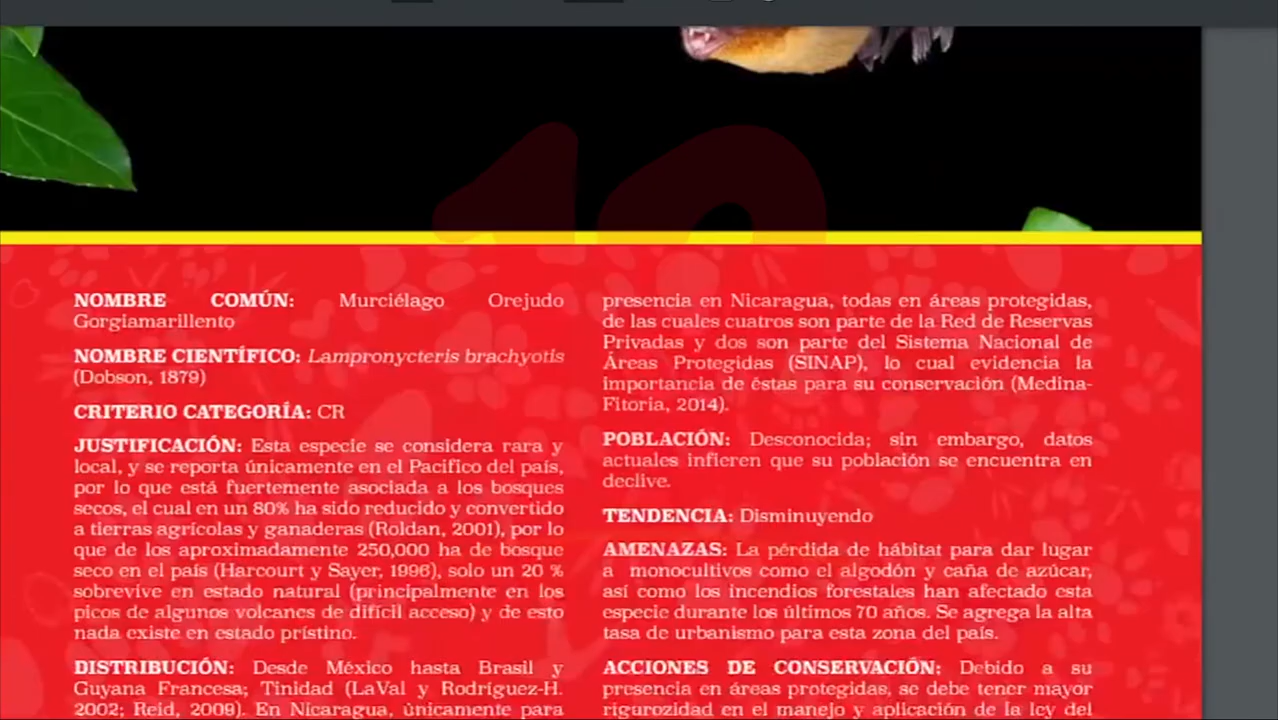 12
NOMBRE COMÚN: Murciélago Orejudo
Gorgiamarillento
NOMBRE CIENTÍFICO: Lampronycteris brachyotis
(Dobson, 1879)
CRITERIO CATEGORÍA: CR
JUSTIFICACIÓN: Esta especie se considera rara y
local, y se reporta únicamente en el Pacifico del país,
por lo que está fuertemente asociada a los bosques
secos, el cual en un 80% ha sido reducido y convertido
a tierras agrícolas y ganaderas (Roldan, 2001), por lo
que de los aproximadamente 250,000 ha de bosque
seco en el país (Harcourt y Sayer, 1996), solo un 20 %
sobrevive en estado natural (principalmente en los
picos de algunos volcanes de difícil acceso) y de esto
nada existe en estado prístino.
DISTRIBUCIÓN: Desde México hasta Brasil y
Guyana Francesa; Tinidad (LaVal y Rodríguez-H.
2002; Reid, 2009). En Nicaragua, ùnicamente para
presencia en Nicaragua, todas en áreas protegidas,
de las cuales cuatros son parte de la Red de Reservas
Privadas y dos son parte del Sistema Nacional de
Áreas Protegidas (SINAP), lo cual evidencia la
importancia de éstas para su conservación (Medina-
Fitoria, 2014).
POBLACIÓN: Desconocida; sin embargo, datos
actuales infieren que su población se encuentra en
declive.
TENDENCIA: Disminuyendo
AMENAZAS: La pérdida de hábitat para dar lugar
a monocultivos como el algodón y caña de azúcar,
así como los incendios forestales han afectado esta
especie durante los últimos 70 años. Se agrega la alta
tasa de urbanismo para esta zona del país.
ACCIONES DE CONSERVACIÓN: Debido a su
presencia en áreas protegidas, se debe tener mayor
rigurozidad en el manejo y aplicación de la ley del